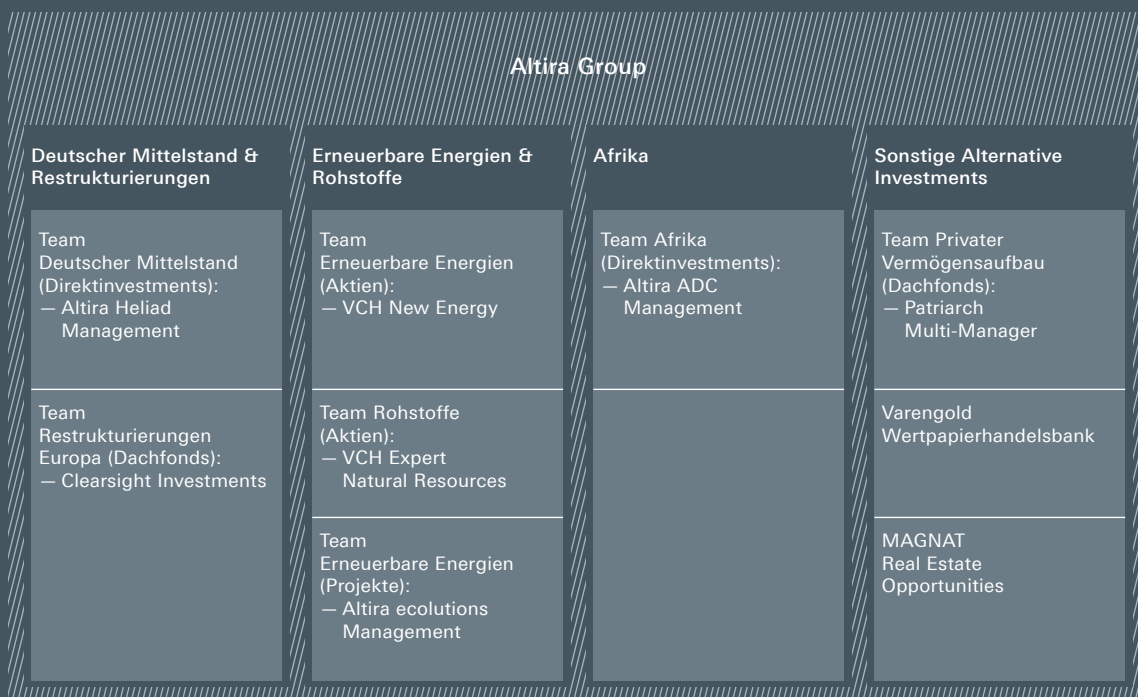 Altira Group
Deutscher Mittelstand &
Restrukturierungen
Team
Deutscher Mittelstand
(Direktinvestments):
— Altira Heliad
Management
Team
Restrukturierungen
Europa (Dachfonds):
— Clearsight Investments
Erneuerbare Energien &
Rohstoffe
Team
Erneuerbare Energien
(Aktien):
— VCH New Energy
Team Rohstoffe
(Aktien):
— VCH Expert
Natural Resources
Team
Erneuerbare Energien
(Projekte):
— Altira ecolutions
Management
Afrika
Team Afrika
(Direktinvestments):
— Altira ADC
Management
Sonstige Alternative
Investments
Team Privater
Vermögensaufbau
(Dachfonds):
— Patriarch
Multi-Manager
Varengold
Wertpapierhandelsbank
MAGNAT
Real Estate
Opportunities